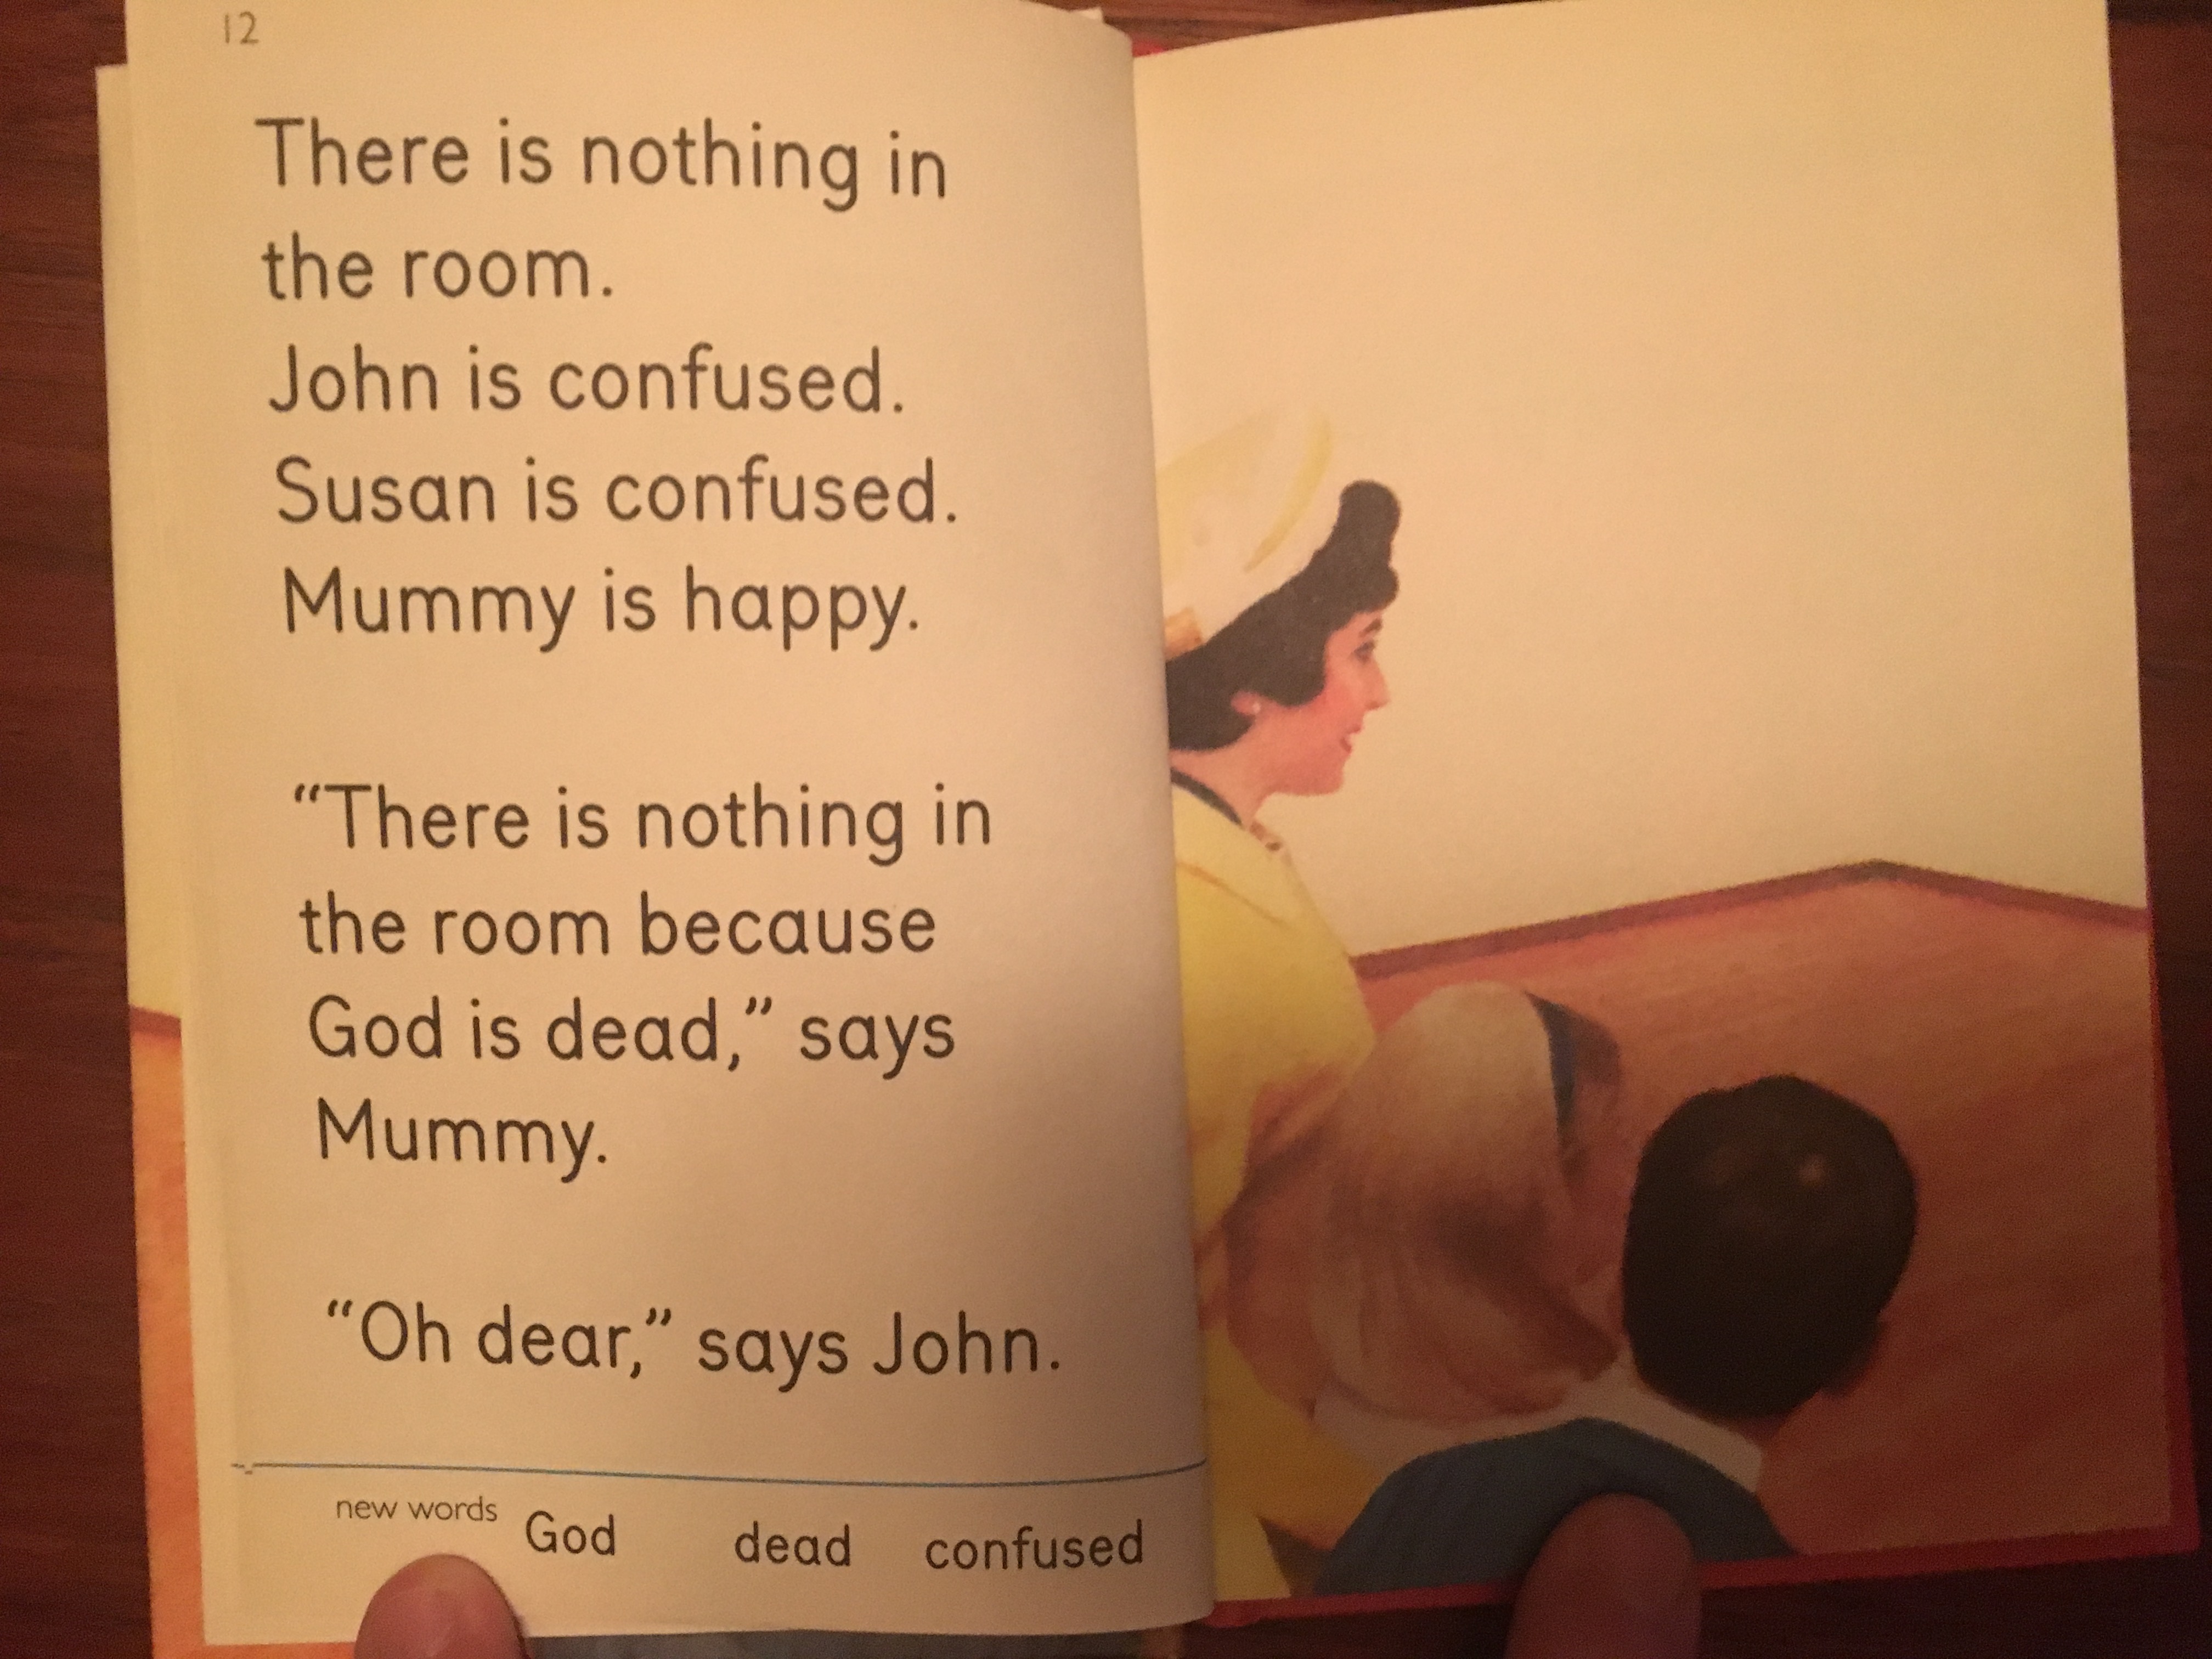 12
There is nothing in
the room.
John is confused.
Susan is confused.
Mummy is happy.
“There is nothing in
the room because
God is dead,” says
Mummy.
“Oh dear,” says John.
new words God dead confused